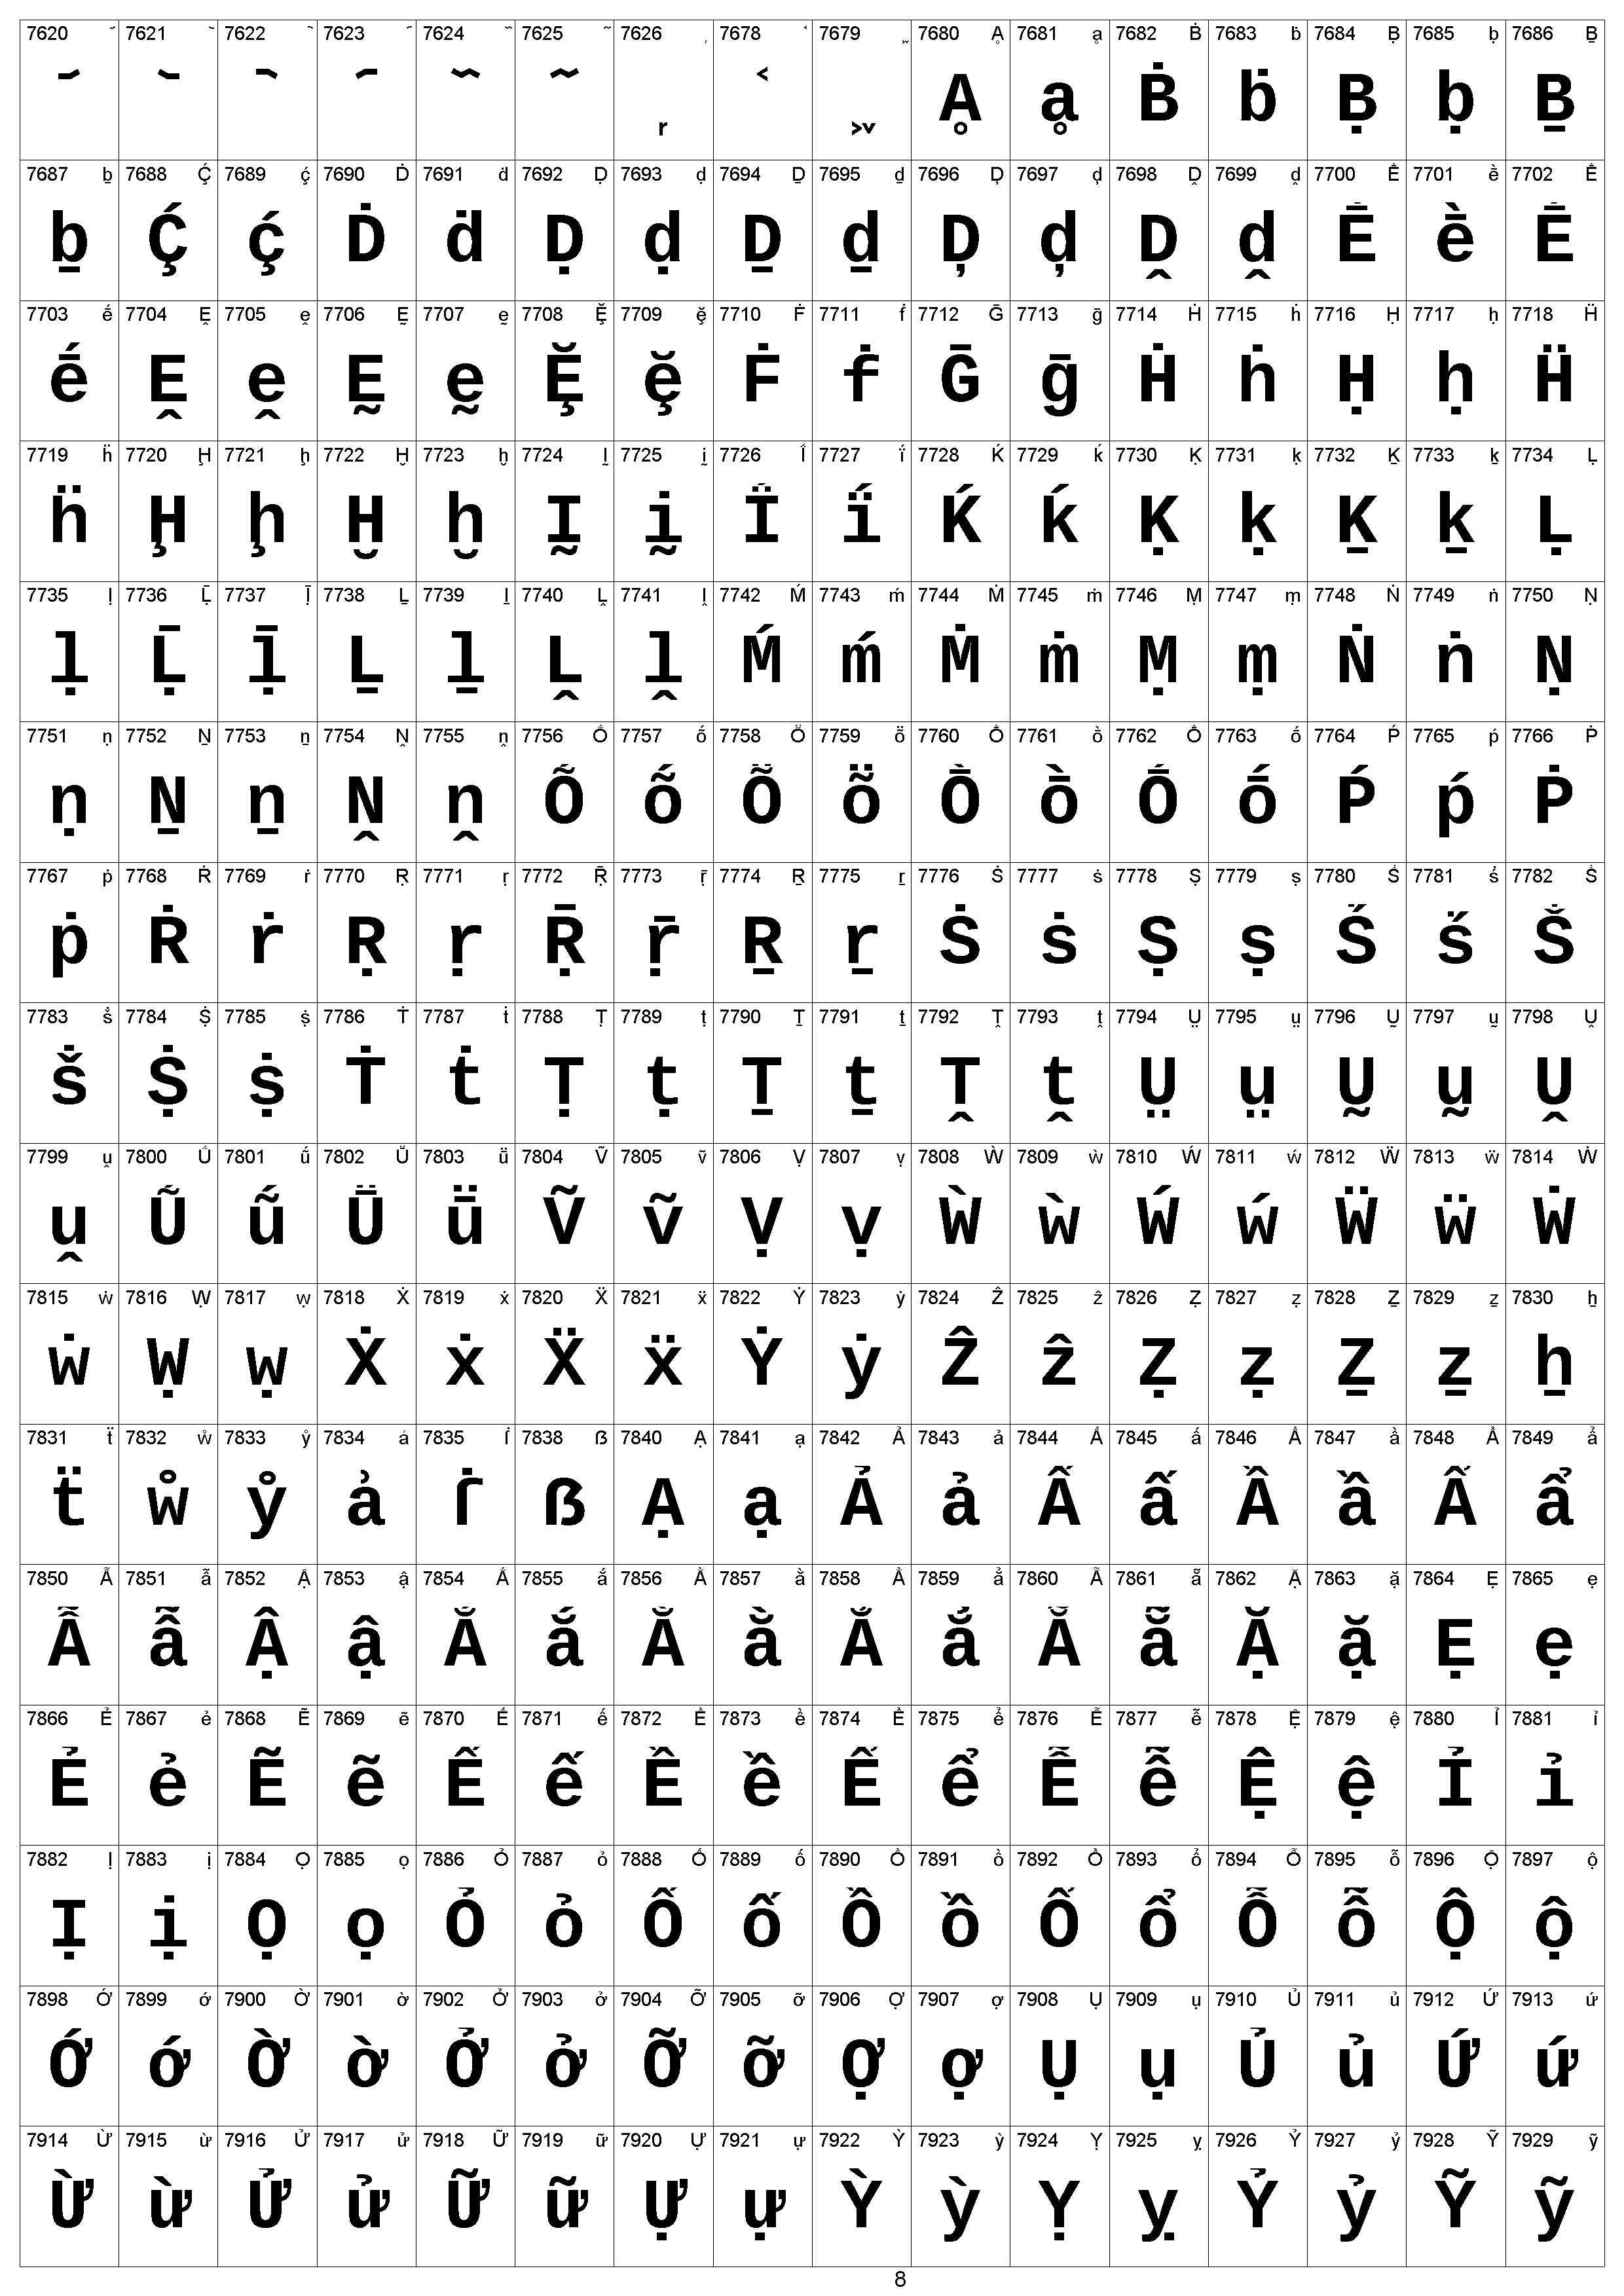 7620 ᷄ 7621 ᷅ 7622 ᷆ 7623 ᷇ 7624 ᷈ 7625 ᷉ 7626 ᷊ 7678 ᷾ 7679 ᷿ 7680 Ḁ 7681 ḁ 7682 Ḃ 7683 ḃ 7684 Ḅ 7685 ḅ 7686 Ḇ
᷄ ᷅ ᷆ ᷇ ᷈ ᷉ ᷊ ᷾ ᷿ Ḁ ḁ Ḃ ḃ Ḅ ḅ Ḇ
7687 ḇ 7688 Ḉ 7689 ḉ 7690 Ḋ 7691 ḋ 7692 Ḍ 7693 ḍ 7694 Ḏ 7695 ḏ 7696 Ḑ 7697 ḑ 7698 Ḓ 7699 ḓ 7700 Ḕ 7701 ḕ 7702 Ḗ
ḇ Ḉ ḉ Ḋ ḋ Ḍ ḍ Ḏ ḏ Ḑ ḑ Ḓ ḓ Ḕ ḕ Ḗ
7703 ḗ 7704 Ḙ 7705 ḙ 7706 Ḛ 7707 ḛ 7708 Ḝ 7709 ḝ 7710 Ḟ 7711 ḟ 7712 Ḡ 7713 ḡ 7714 Ḣ 7715 ḣ 7716 Ḥ 7717 ḥ 7718 Ḧ
ḗ Ḙ ḙ Ḛ ḛ Ḝ ḝ Ḟ ḟ Ḡ ḡ Ḣ ḣ Ḥ ḥ Ḧ
7719 ḧ 7720 Ḩ 7721 ḩ 7722 Ḫ 7723 ḫ 7724 Ḭ 7725 ḭ 7726 Ḯ 7727 ḯ 7728 Ḱ 7729 ḱ 7730 Ḳ 7731 ḳ 7732 Ḵ 7733 ḵ 7734 Ḷ
ḧ Ḩ ḩ Ḫ ḫ Ḭ ḭ Ḯ ḯ Ḱ ḱ Ḳ ḳ Ḵ ḵ Ḷ
7735 ḷ 7736 Ḹ 7737 ḹ 7738 Ḻ 7739 ḻ 7740 Ḽ 7741 ḽ 7742 Ḿ 7743 ḿ 7744 Ṁ 7745 ṁ 7746 Ṃ 7747 ṃ 7748 Ṅ 7749 ṅ 7750 Ṇ
ḷ Ḹ ḹ Ḻ ḻ Ḽ ḽ Ḿ ḿ Ṁ ṁ Ṃ ṃ Ṅ ṅ Ṇ
7751 ṇ 7752 Ṉ 7753 ṉ 7754 Ṋ 7755 ṋ 7756 Ṍ 7757 ṍ 7758 Ṏ 7759 ṏ 7760 Ṑ 7761 ṑ 7762 Ṓ 7763 ṓ 7764 Ṕ 7765 ṕ 7766 Ṗ
ṇ Ṉ ṉ Ṋ ṋ Ṍ ṍ Ṏ ṏ Ṑ ṑ Ṓ ṓ Ṕ ṕ Ṗ
7767 ṗ 7768 Ṙ 7769 ṙ 7770 Ṛ 7771 ṛ 7772 Ṝ 7773 ṝ 7774 Ṟ 7775 ṟ 7776 Ṡ 7777 ṡ 7778 Ṣ 7779 ṣ 7780 Ṥ 7781 ṥ 7782 Ṧ
ṗ Ṙ ṙ Ṛ ṛ Ṝ ṝ Ṟ ṟ Ṡ ṡ Ṣ ṣ Ṥ ṥ Ṧ
7783 ṧ 7784 Ṩ 7785 ṩ 7786 Ṫ 7787 ṫ 7788 Ṭ 7789 ṭ 7790 Ṯ 7791 ṯ 7792 Ṱ 7793 ṱ 7794 Ṳ 7795 ṳ 7796 Ṵ 7797 ṵ 7798 Ṷ
ṧ Ṩ ṩ Ṫ ṫ Ṭ ṭ Ṯ ṯ Ṱ ṱ Ṳ ṳ Ṵ ṵ Ṷ
7799 ṷ 7800 Ṹ 7801 ṹ 7802 Ṻ 7803 ṻ 7804 Ṽ 7805 ṽ 7806 Ṿ 7807 ṿ 7808 Ẁ 7809 ẁ 7810 Ẃ 7811 ẃ 7812 Ẅ 7813 ẅ 7814 Ẇ
ṷ Ṹ ṹ Ṻ ṻ Ṽ ṽ Ṿ ṿ Ẁ ẁ Ẃ ẃ Ẅ ẅ Ẇ
7815 ẇ 7816 Ẉ 7817 ẉ 7818 Ẋ 7819 ẋ 7820 Ẍ 7821 ẍ 7822 Ẏ 7823 ẏ 7824 Ẑ 7825 ẑ 7826 Ẓ 7827 ẓ 7828 Ẕ 7829 ẕ 7830 ẖ
ẇ Ẉ ẉ Ẋ ẋ Ẍ ẍ Ẏ ẏ Ẑ ẑ Ẓ ẓ Ẕ ẕ ẖ
7831 ẗ 7832 ẘ 7833 ẙ 7834 ẚ 7835 ẛ 7838 ẞ 7840 Ạ 7841 ạ 7842 Ả 7843 ả 7844 Ấ 7845 ấ 7846 Ầ 7847 ầ 7848 Ẩ 7849 ẩ
ẗ ẘ ẙ ẚ ẛ ẞ Ạ ạ Ả ả Ấ ấ Ầ ầ Ẩ ẩ
7850 Ẫ 7851 ẫ 7852 Ậ 7853 ậ 7854 Ắ 7855 ắ 7856 Ằ 7857 ằ 7858 Ẳ 7859 ẳ 7860 Ẵ 7861 ẵ 7862 Ặ 7863 ặ 7864 Ẹ 7865 ẹ
Ẫ ẫ Ậ ậ Ắ ắ Ằ ằ Ẳ ẳ Ẵ ẵ Ặ ặ Ẹ ẹ
7866 Ẻ 7867 ẻ 7868 Ẽ 7869 ẽ 7870 Ế 7871 ế 7872 Ề 7873 ề 7874 Ể 7875 ể 7876 Ễ 7877 ễ 7878 Ệ 7879 ệ 7880 Ỉ 7881 ỉ
Ẻ ẻ Ẽ ẽ Ế ế Ề ề Ể ể Ễ ễ Ệ ệ Ỉ ỉ
7882 Ị 7883 ị 7884 Ọ 7885 ọ 7886 Ỏ 7887 ỏ 7888 Ố 7889 ố 7890 Ồ 7891 ồ 7892 Ổ 7893 ổ 7894 Ỗ 7895 ỗ 7896 Ộ 7897 ộ
Ị ị Ọ ọ Ỏ ỏ Ố ố Ồ ồ Ổ ổ Ỗ ỗ Ộ ộ
7898 Ớ 7899 ớ 7900 Ờ 7901 ờ 7902 Ở 7903 ở 7904 Ỡ 7905 ỡ 7906 Ợ 7907 ợ 7908 Ụ 7909 ụ 7910 Ủ 7911 ủ 7912 Ứ 7913 ứ
Ớ ớ Ờ ờ Ở ở Ỡ ỡ Ợ ợ Ụ ụ Ủ ủ Ứ ứ
7914 Ừ 7915 ừ 7916 Ử 7917 ử 7918 Ữ 7919 ữ 7920 Ự 7921 ự 7922 Ỳ 7923 ỳ 7924 Ỵ 7925 ỵ 7926 Ỷ 7927 ỷ 7928 Ỹ 7929 ỹ
Ừ ừ Ử ử Ữ ữ Ự ự Ỳ ỳ Ỵ ỵ Ỷ ỷ Ỹ ỹ
8